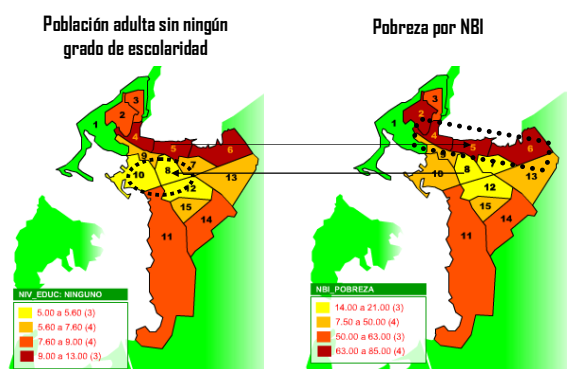 Población adulta sin ningún
grado de escolaridad
Pobreza por NBI
3
1
2
4
5
6
9
7
8
10
13
12
15
14
11
NIV_EDUC: NINGUNO
5.00 a 5.60 (3)
5.60 a 7.60 (4)
7.60 a 9.00 (4)
9.00 a 13.00 (3)
3
2
1
4
5
6
9
7
8
10
13
12
15
14
11
NBI_POBREZA
14.00 a 21.00 (3)
7.50 a 50.00 (4)
50.00 a 63.00 (3)
63.00 a 85.00 (4)